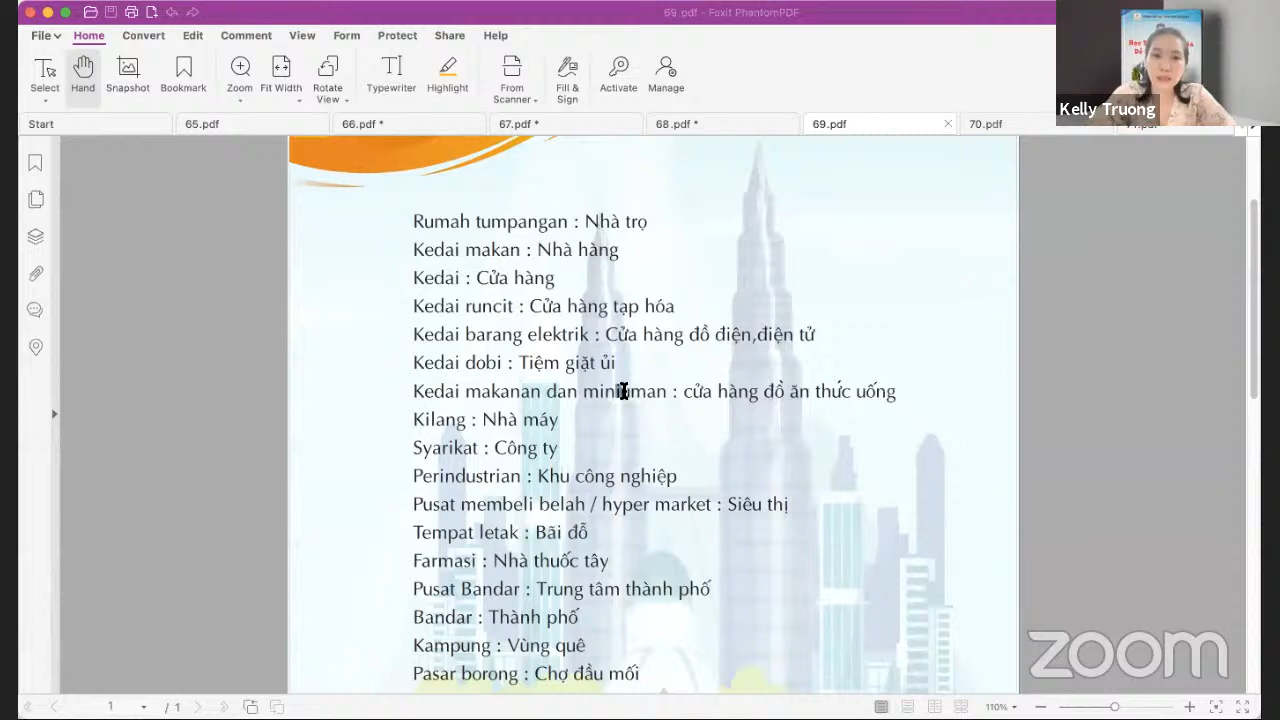 69.pdf - Foxit PhantomPDF
File Home Convert Edit Comment View Form Protect Share Help
Select Hand Snapshot Bookmark Zoom Fit Width Rotate View Typewriter Highlight From Scanner Fill & Sign Activate Manage
Kelly Truong
Start 65.pdf 66.pdf * 67.pdf * 68.pdf * 69.pdf 70.pdf
Rumah tumpangan : Nhà trọ
Kedai makan : Nhà hàng
Kedai : Cửa hàng
Kedai runcit : Cửa hàng tạp hóa
Kedai barang elektrik : Cửa hàng đồ điện,điện tử
Kedai dobi : Tiệm giặt ủi
Kedai makanan dan miniuman : cửa hàng đồ ăn thức uống
Kilang : Nhà máy
Syarikat : Công ty
Perindustrian : Khu công nghiệp
Pusat membeli belah / hyper market : Siêu thị
Tempat letak : Bãi đỗ
Farmasi : Nhà thuốc tây
Pusat Bandar : Trung tâm thành phố
Bandar : Thành phố
Kampung : Vùng quê
Pasar borong : Chợ đầu mối
zoom
1 / 1 110%